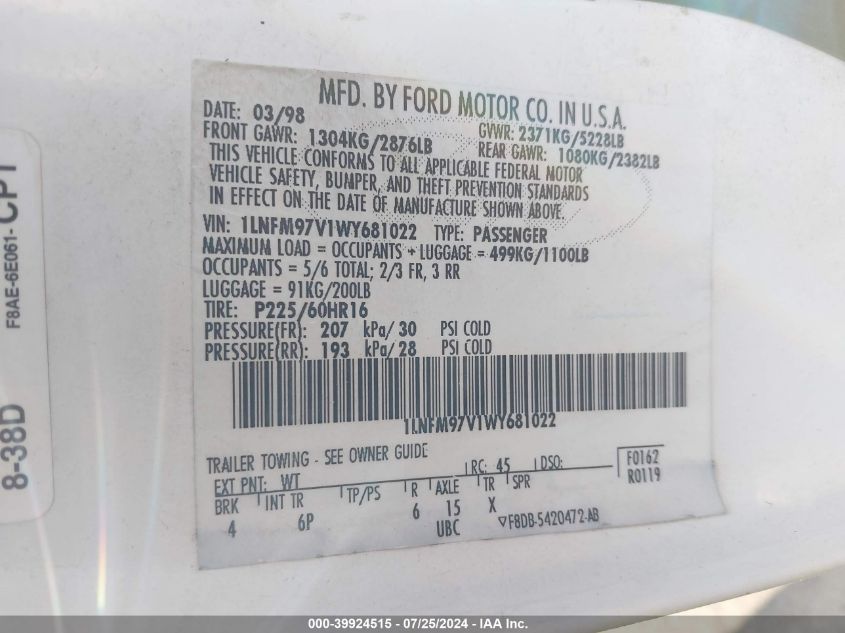 MFD. BY FORD MOTOR CO. IN U.S.A.
DATE: 03/98 GVWR: 2371KG/5228LB
FRONT GAWR: 1304KG/2876LB REAR GAWR: 1080KG/2382LB
THIS VEHICLE CONFORMS TO ALL APPLICABLE FEDERAL MOTOR
VEHICLE SAFETY, BUMPER, AND THEFT PREVENTION STANDARDS
IN EFFECT ON THE DATE OF MANUFACTURE SHOWN ABOVE.
VIN: 1LNFM97V1WY681022 TYPE: PASSENGER
MAXIMUM LOAD = OCCUPANTS + LUGGAGE = 499KG/1100LB
OCCUPANTS = 5/6 TOTAL; 2/3 FR, 3 RR
LUGGAGE = 91KG/200LB
TIRE: P225/60HR16
PRESSURE(FR): 207 kPa/ 30 PSI COLD
PRESSURE(RR): 193 kPa/ 28 PSI COLD
1LNFM97V1WY681022
TRAILER TOWING - SEE OWNER GUIDE
EXT PNT: WT RC: 45 DSO: F0162
BRK INT TR TP/PS R AXLE TR SPR R0119
4 6P 6 15 X
UBC ▽F8DB-5420472-AB
F8AE-6E061-CPT
8-38D
000-39924515 / 07/25/2024 - IAA Inc.